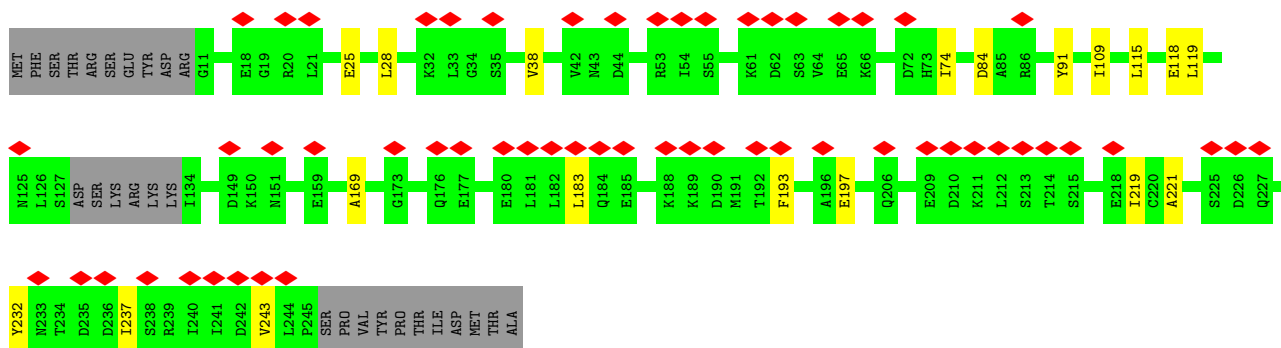 MET PHE SER THR ARG SER GLU TYR ASP ARG G11 E18 G19 R20 L21 E25 L28 K32 L33 G34 S35 V38 V42 N43 D44 R53 I54 S55 K61 D62 S63 V64 E65 K66 D72 H73 I74 D84 A85 R86 Y91 I109 L115 E118 L119
N125 L126 S127 ASP SER LYS ARG LYS LYS I134 D149 K150 N151 E159 A169 G173 Q176 E177 E180 L181 L182 L183 Q184 E185 K188 K189 D190 M191 T192 F193 A196 E197 Q206 E209 D210 K211 L212 S213 T214 S215 E218 I219 C220 A221 S225 D226 Q227
Y232 N233 T234 D235 D236 I237 S238 R239 I240 I241 D242 V243 L244 P245 SER PRO VAL TYR PRO THR ILE ASP MET THR ALA